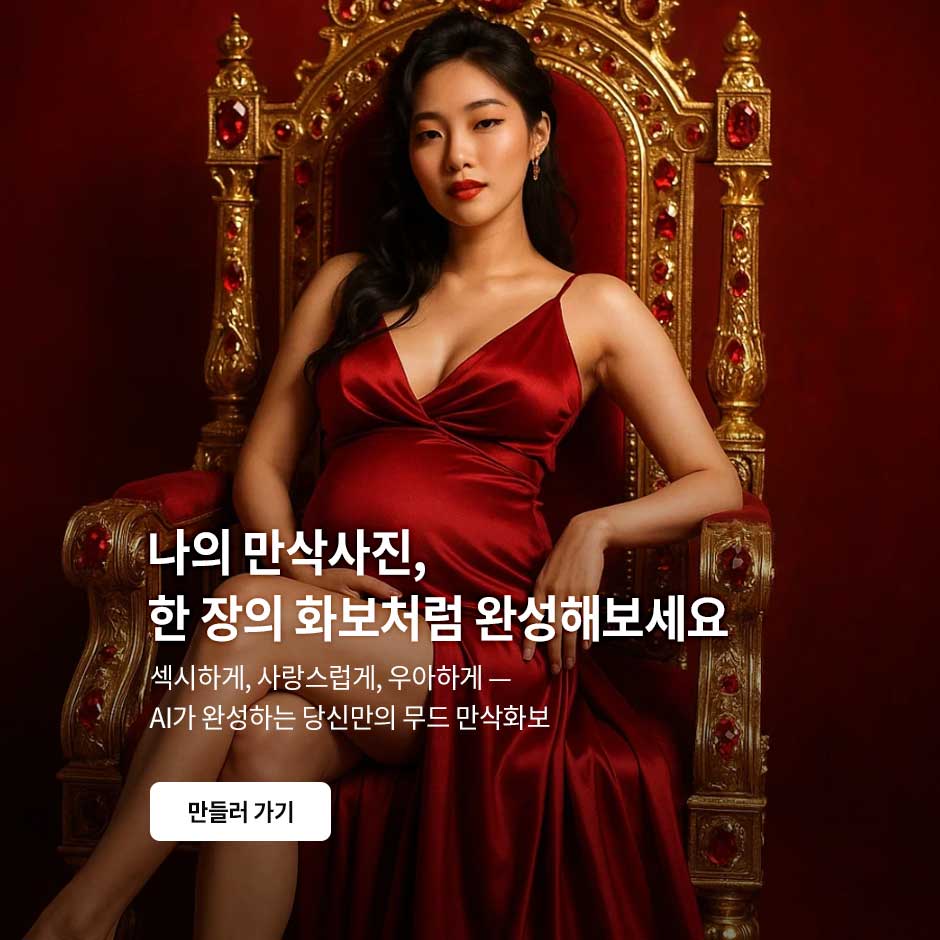 나의 만삭사진,
한 장의 화보처럼 완성해보세요
섹시하게, 사랑스럽게, 우아하게 —
AI가 완성하는 당신만의 무드 만삭화보
만들러 가기